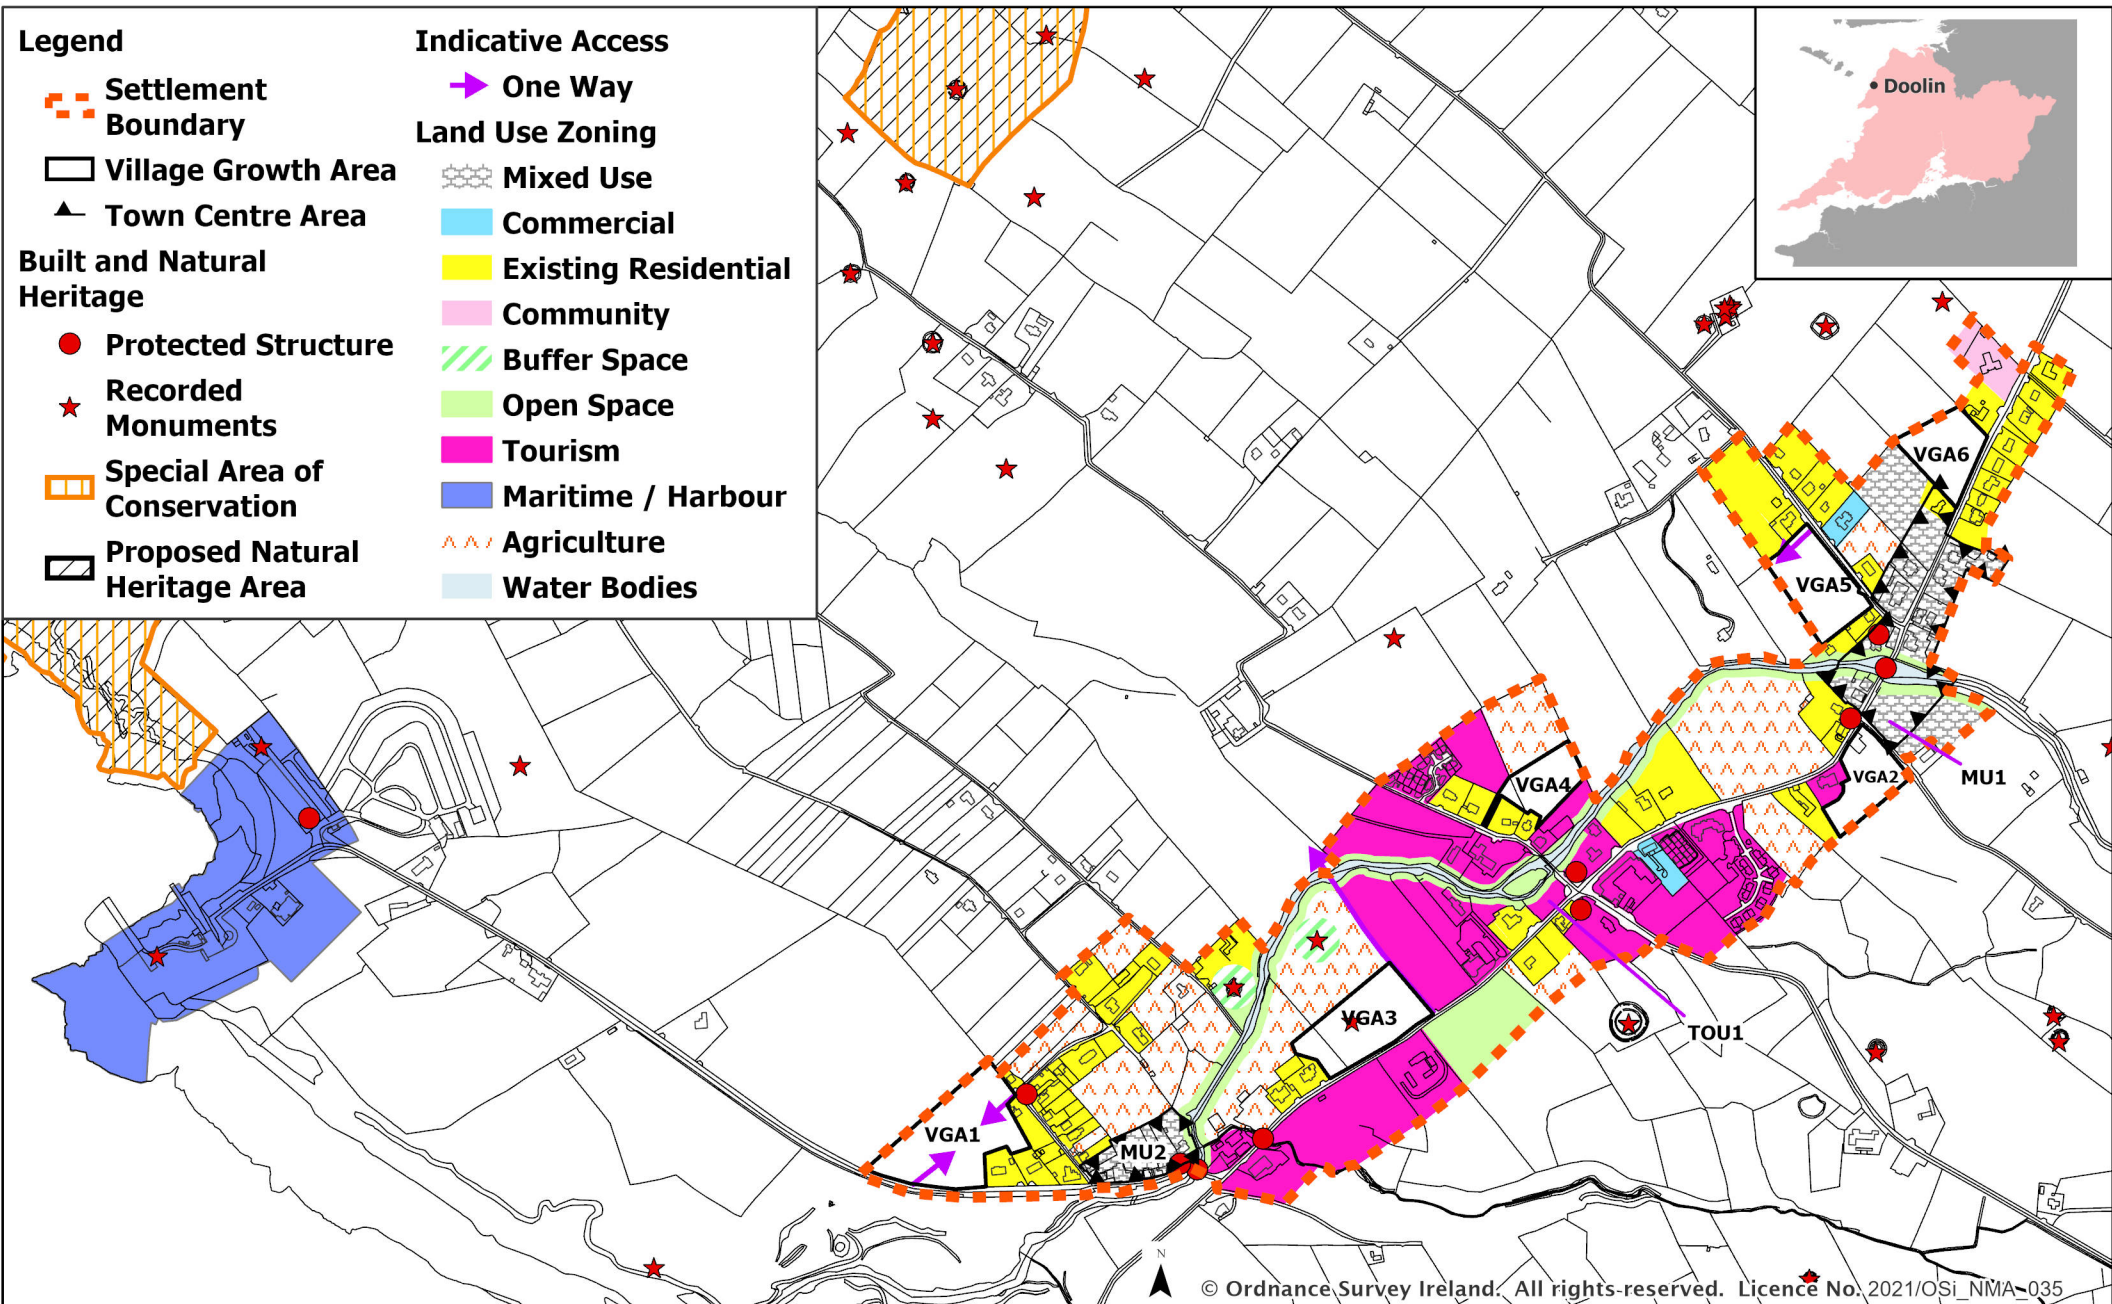 Legend
Settlement
Boundary
Village Growth Area
Town Centre Area
Built and Natural
Heritage
Protected Structure
Recorded
Monuments
Special Area of
Conservation
Proposed Natural
Heritage Area
Indicative Access
One Way
Land Use Zoning
Mixed Use
Commercial
Existing Residential
Community
Buffer Space
Open Space
Tourism
Maritime / Harbour
Agriculture
Water Bodies
Doolin
VGA6
VGA5
MU1
VGA2
VGA4
VGA3
TOU1
VGA1
MU2
N
© Ordnance Survey Ireland. All rights reserved. Licence No. 2021/OSi_NMA_035